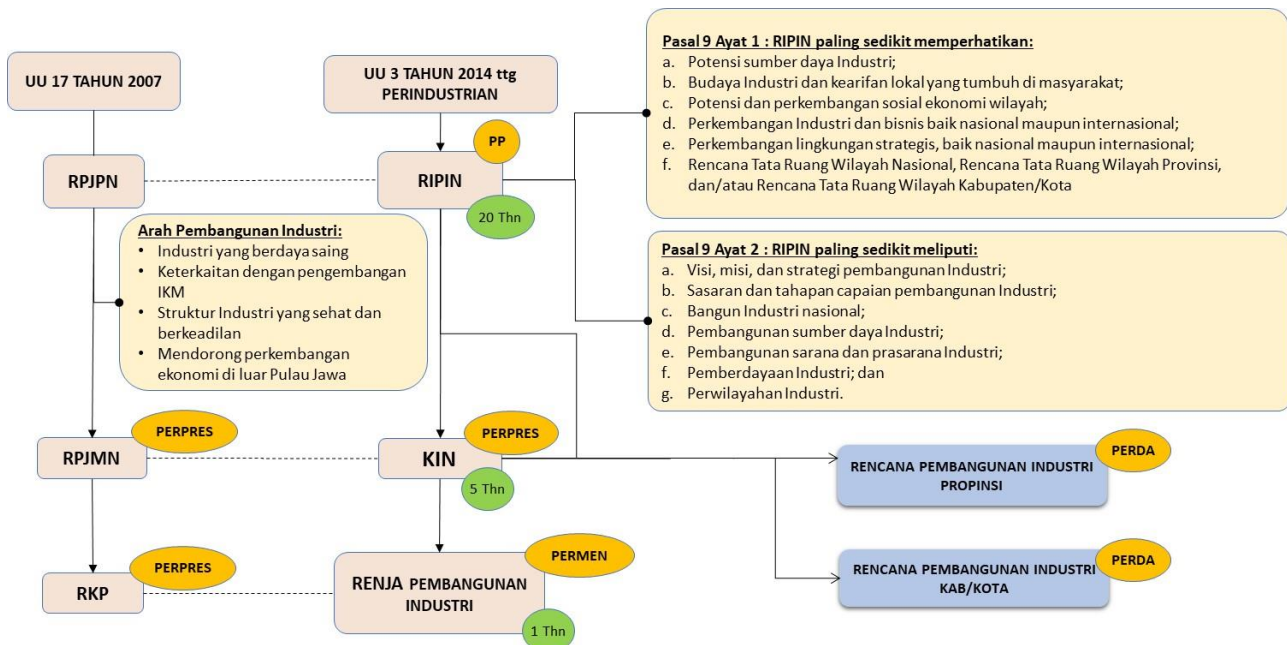 UU 17 TAHUN 2007
UU 3 TAHUN 2014 ttg
PERINDUSTRIAN
PP
RPJPN
RIPIN
20 Thn
Pasal 9 Ayat 1 : RIPIN paling sedikit memperhatikan:
a. Potensi sumber daya Industri;
b. Budaya Industri dan kearifan lokal yang tumbuh di masyarakat;
c. Potensi dan perkembangan sosial ekonomi wilayah;
d. Perkembangan Industri dan bisnis baik nasional maupun internasional;
e. Perkembangan lingkungan strategis, baik nasional maupun internasional;
f. Rencana Tata Ruang Wilayah Nasional, Rencana Tata Ruang Wilayah Provinsi,
dan/atau Rencana Tata Ruang Wilayah Kabupaten/Kota
Arah Pembangunan Industri:
• Industri yang berdaya saing
• Keterkaitan dengan pengembangan
IKM
• Struktur Industri yang sehat dan
berkeadilan
• Mendorong perkembangan
ekonomi di luar Pulau Jawa
Pasal 9 Ayat 2 : RIPIN paling sedikit meliputi:
a. Visi, misi, dan strategi pembangunan Industri;
b. Sasaran dan tahapan capaian pembangunan Industri;
c. Bangun Industri nasional;
d. Pembangunan sumber daya Industri;
e. Pembangunan sarana dan prasarana Industri;
f. Pemberdayaan Industri; dan
g. Perwilayahan Industri.
PERPRES
RPJMN
PERPRES
KIN
5 Thn
PERDA
RENCANA PEMBANGUNAN INDUSTRI
PROPINSI
PERPRES
RKP
PERMEN
RENJA PEMBANGUNAN
INDUSTRI
1 Thn
PERDA
RENCANA PEMBANGUNAN INDUSTRI
KAB/KOTA